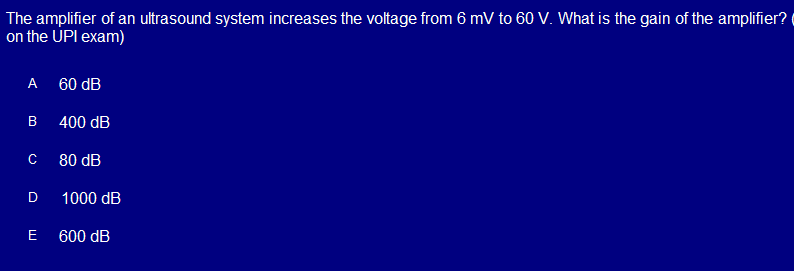 The amplifier of an ultrasound system increases the voltage from 6 mV to 60 V. What is the gain of the amplifier? (
on the UPI exam)
A 60 dB
B 400 dB
C 80 dB
D 1000 dB
E 600 dB